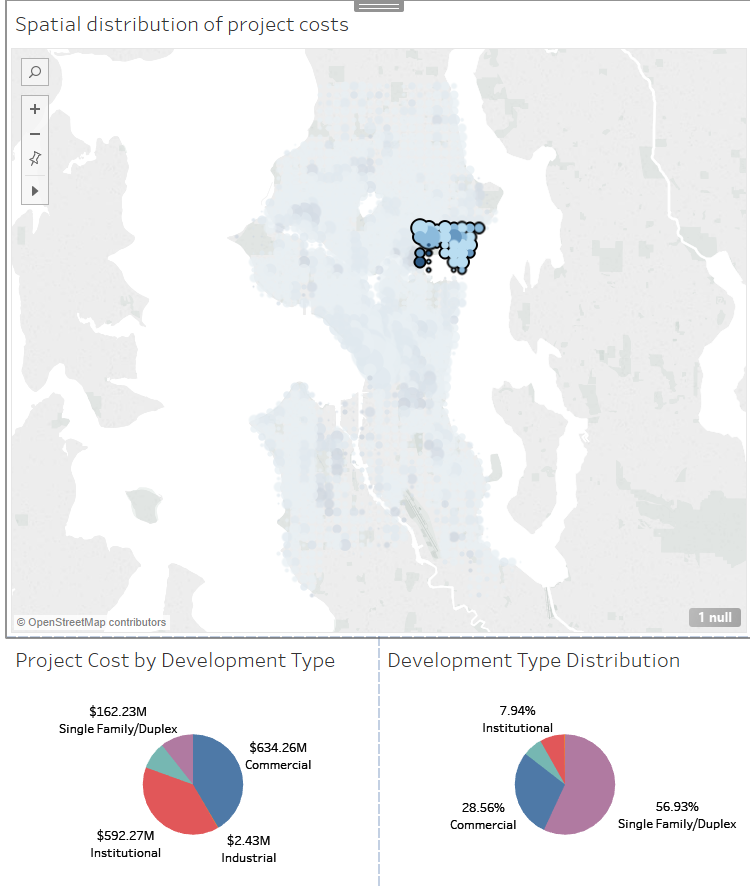 Spatial distribution of project costs
© OpenStreetMap contributors
1 null
Project Cost by Development Type
$162.23M
Single Family/Duplex
$634.26M
Commercial
$592.27M
Institutional
$2.43M
Industrial
Development Type Distribution
7.94%
Institutional
28.56%
Commercial
56.93%
Single Family/Duplex